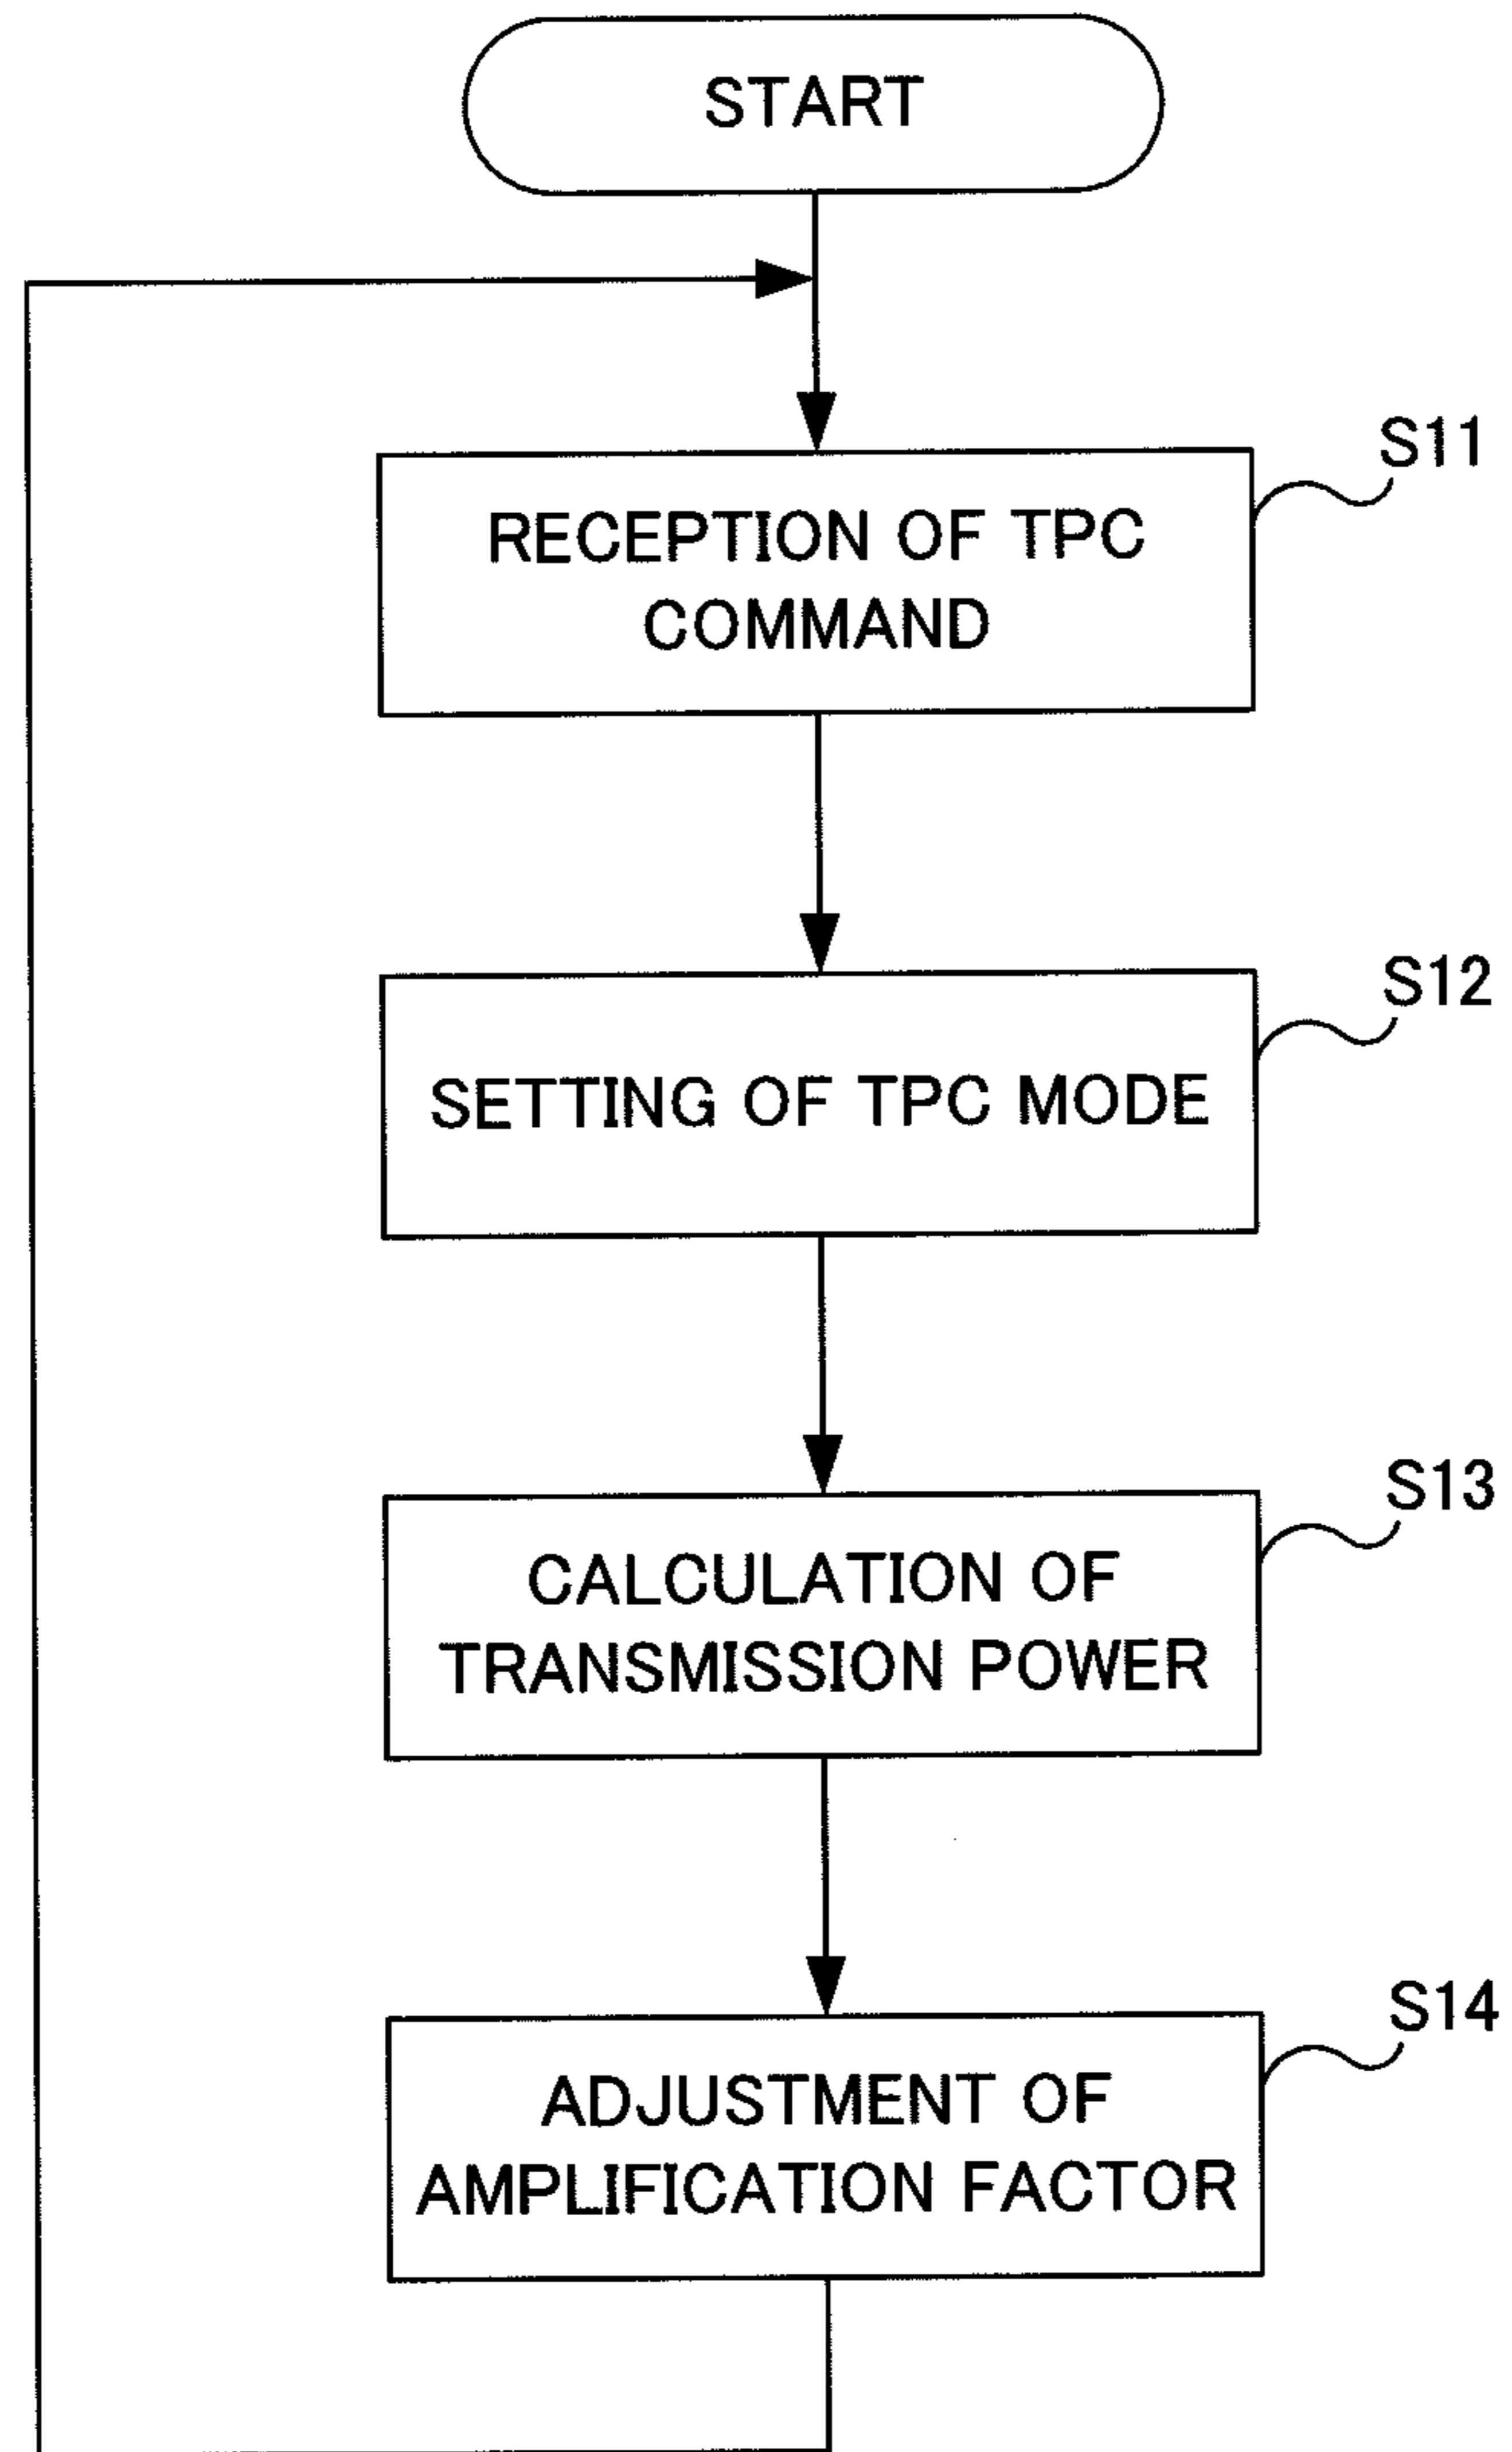 START
S11
RECEPTION OF TPC
COMMAND
S12
SETTING OF TPC MODE
S13
CALCULATION OF
TRANSMISSION POWER
S14
ADJUSTMENT OF
AMPLIFICATION FACTOR